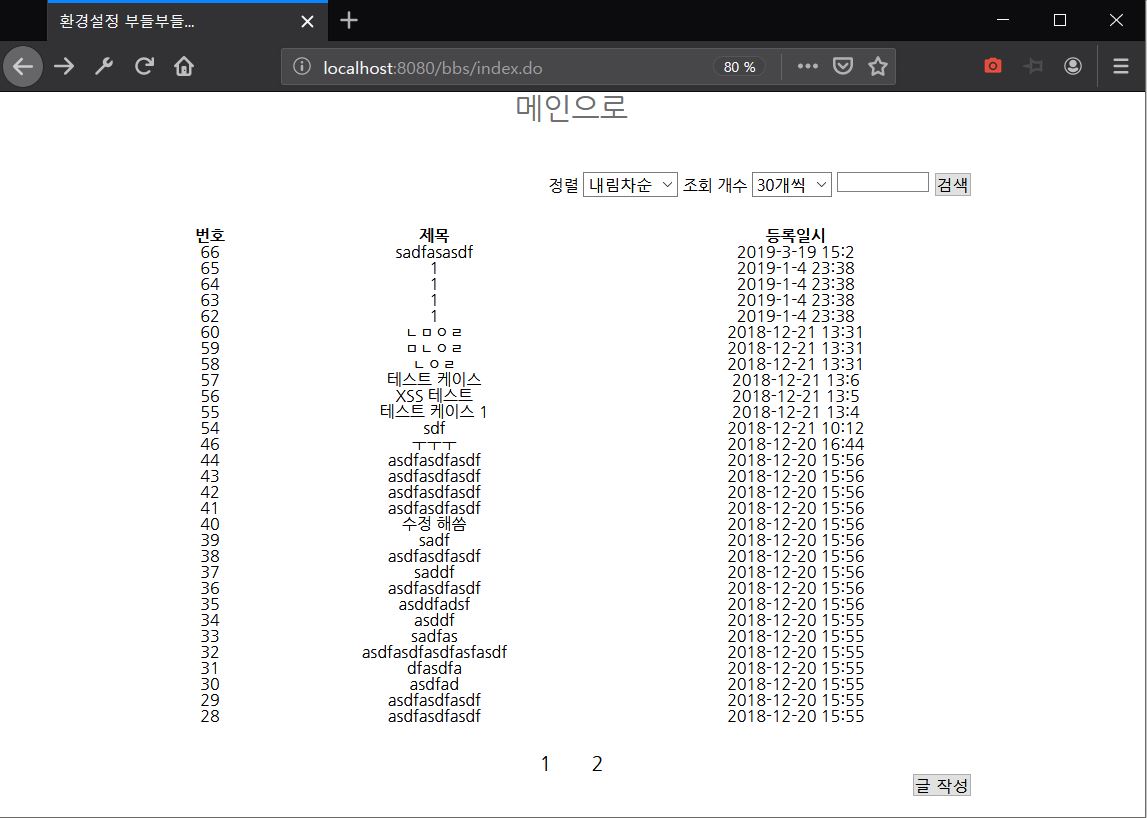 환경설정 부들부들...
localhost:8080/bbs/index.do 80 %
메인으로
정렬 내림차순 조회 개수 30개씩 검색
번호 제목 등록일시
66 sadfasasdf 2019-3-19 15:2
65 1 2019-1-4 23:38
64 1 2019-1-4 23:38
63 1 2019-1-4 23:38
62 1 2019-1-4 23:38
60 ㄴㅁㅇㄹ 2018-12-21 13:31
59 ㅁㄴㅇㄹ 2018-12-21 13:31
58 ㄴㅇㄹ 2018-12-21 13:31
57 테스트 케이스 2018-12-21 13:6
56 XSS 테스트 2018-12-21 13:5
55 테스트 케이스 1 2018-12-21 13:4
54 sdf 2018-12-21 10:12
46 ㅜㅜㅜ 2018-12-20 16:44
44 asdfasdfasdf 2018-12-20 15:56
43 asdfasdfasdf 2018-12-20 15:56
42 asdfasdfasdf 2018-12-20 15:56
41 asdfasdfasdf 2018-12-20 15:56
40 수정 해씀 2018-12-20 15:56
39 sadf 2018-12-20 15:56
38 asdfasdfasdf 2018-12-20 15:56
37 saddf 2018-12-20 15:56
36 asdfasdfasdf 2018-12-20 15:56
35 asddfadsf 2018-12-20 15:56
34 asddf 2018-12-20 15:55
33 sadfas 2018-12-20 15:55
32 asdfasdfasdfasfasdf 2018-12-20 15:55
31 dfasdfa 2018-12-20 15:55
30 asdfad 2018-12-20 15:55
29 asdfasdfasdf 2018-12-20 15:55
28 asdfasdfasdf 2018-12-20 15:55
1 2
글 작성